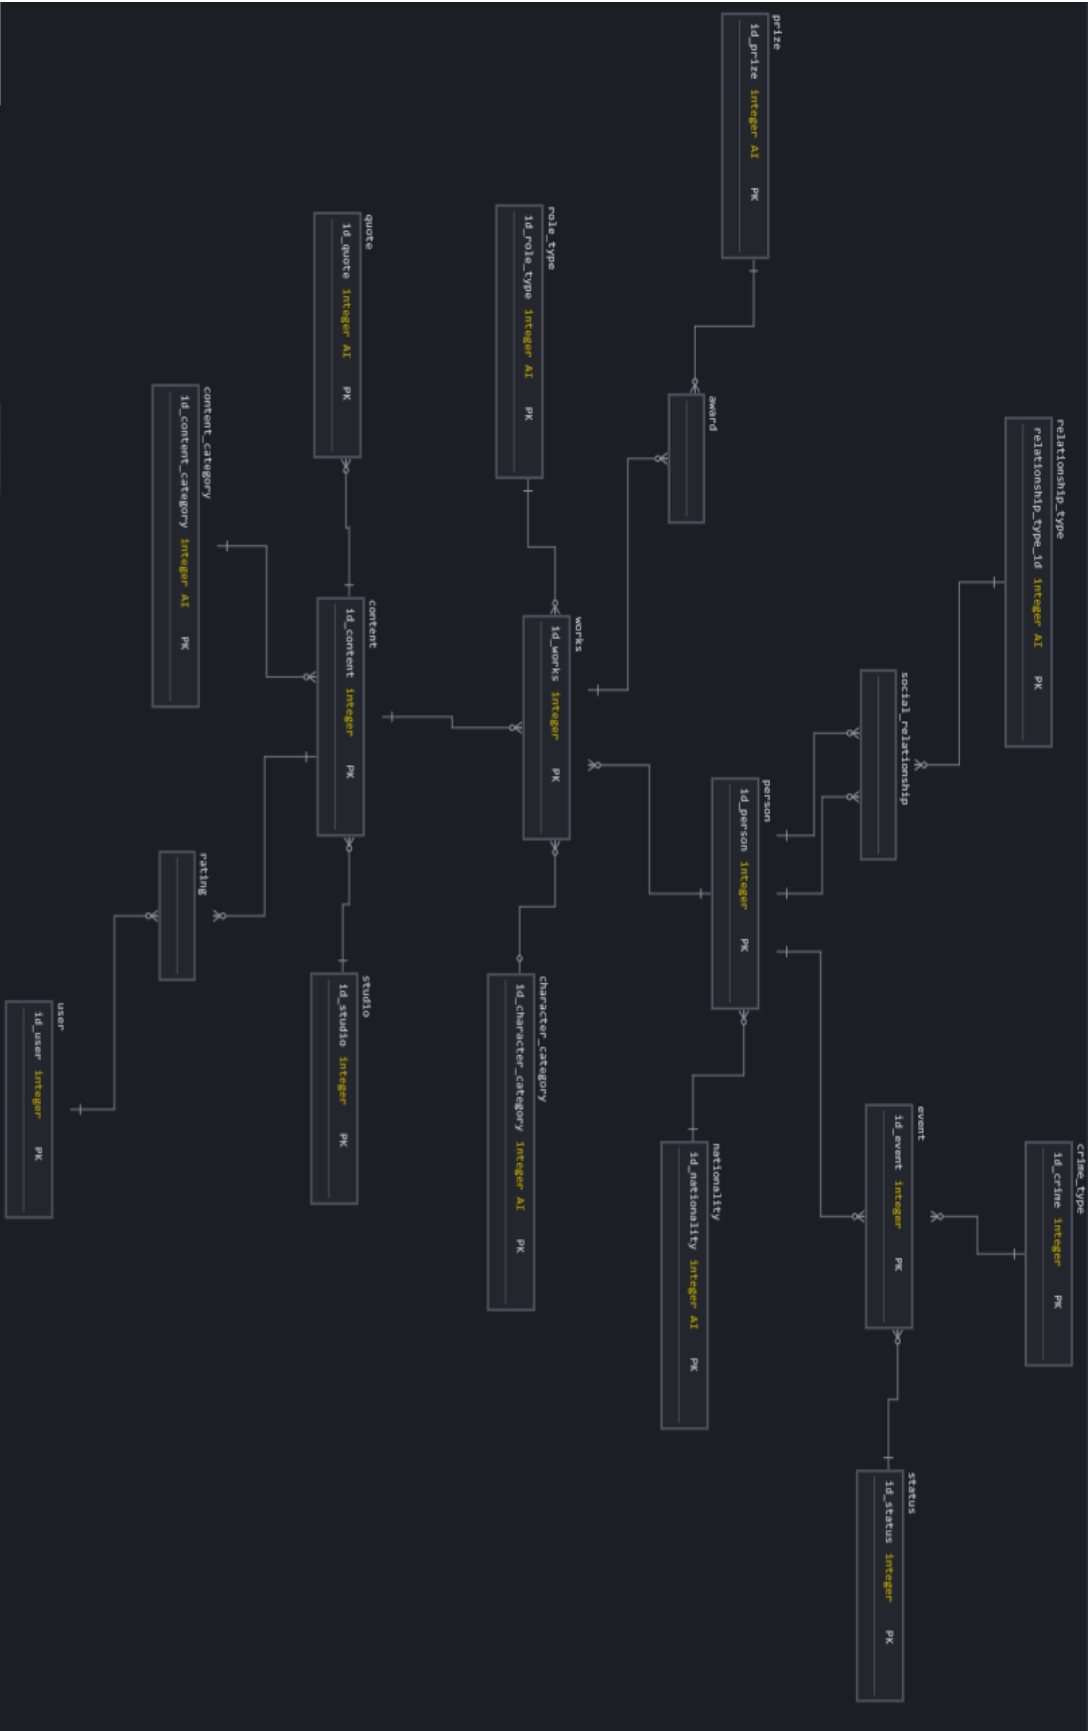 crime_type
id_crime integer PK
relationship_type
relationship_type_id integer AI PK
event
id_event integer PK
status
id_status integer PK
social_relationship
prize
id_prize integer AI PK
person
id_person integer PK
nationality
id_nationality integer AI PK
award
works
id_works integer PK
role_type
id_role_type integer AI PK
character_category
id_character_category integer AI PK
content
id_content integer PK
quote
id_quote integer AI PK
studio
id_studio integer PK
content_category
id_content_category integer AI PK
rating
user
id_user integer PK